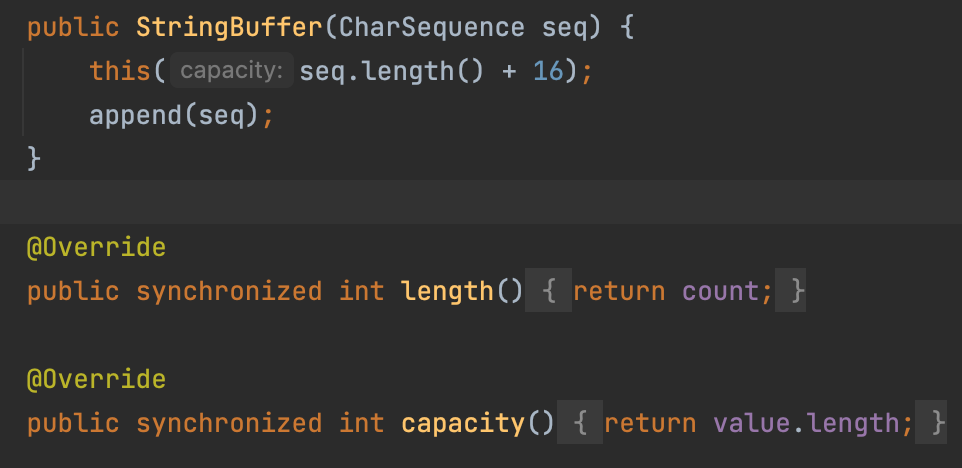 public StringBuffer(CharSequence seq) {
this( capacity: seq.length() + 16);
append(seq);
}
@Override
public synchronized int length() { return count; }
@Override
public synchronized int capacity() { return value.length; }